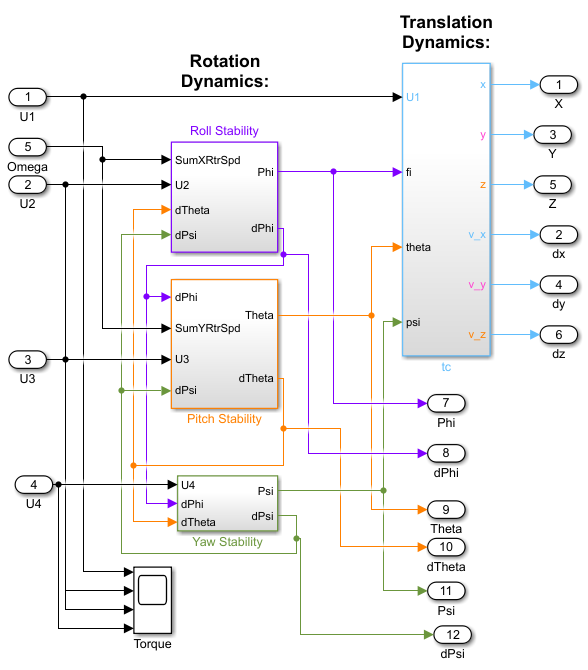 Translation
Dynamics:
Rotation
Dynamics:
1
U1
5
Omega
2
U2
3
U3
4
U4
Roll Stability
SumXRtrSpd
U2
dTheta
dPsi
Phi
dPhi
dPhi
SumYRtrSpd
U3
dPsi
Theta
dTheta
Pitch Stability
U4
dPhi
dTheta
Psi
dPsi
Yaw Stability
Torque
U1
fi
theta
psi
x
y
z
v_x
v_y
v_z
tc
1
X
3
Y
5
Z
2
dx
4
dy
6
dz
7
Phi
8
dPhi
9
Theta
10
dTheta
11
Psi
12
dPsi